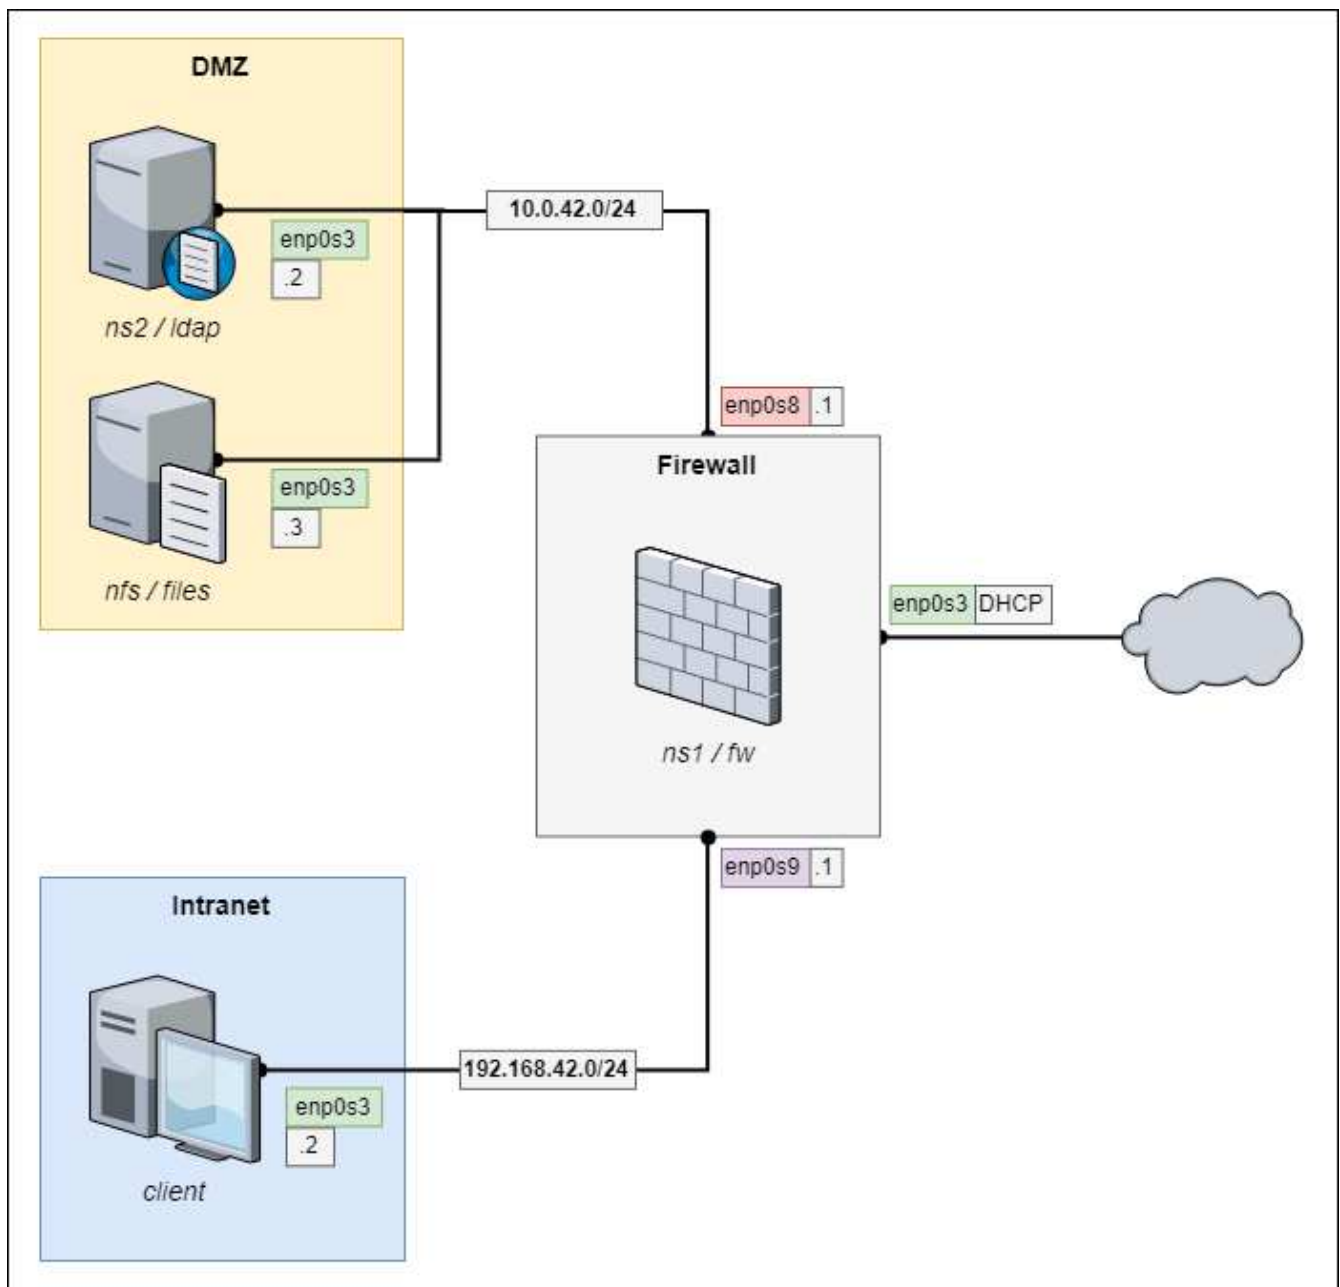 DMZ
10.0.42.0/24
enp0s3
.2
ns2 / ldap
enp0s8 .1
Firewall
enp0s3
.3
nfs / files
enp0s3 DHCP
ns1 / fw
enp0s9 .1
Intranet
192.168.42.0/24
enp0s3
.2
client